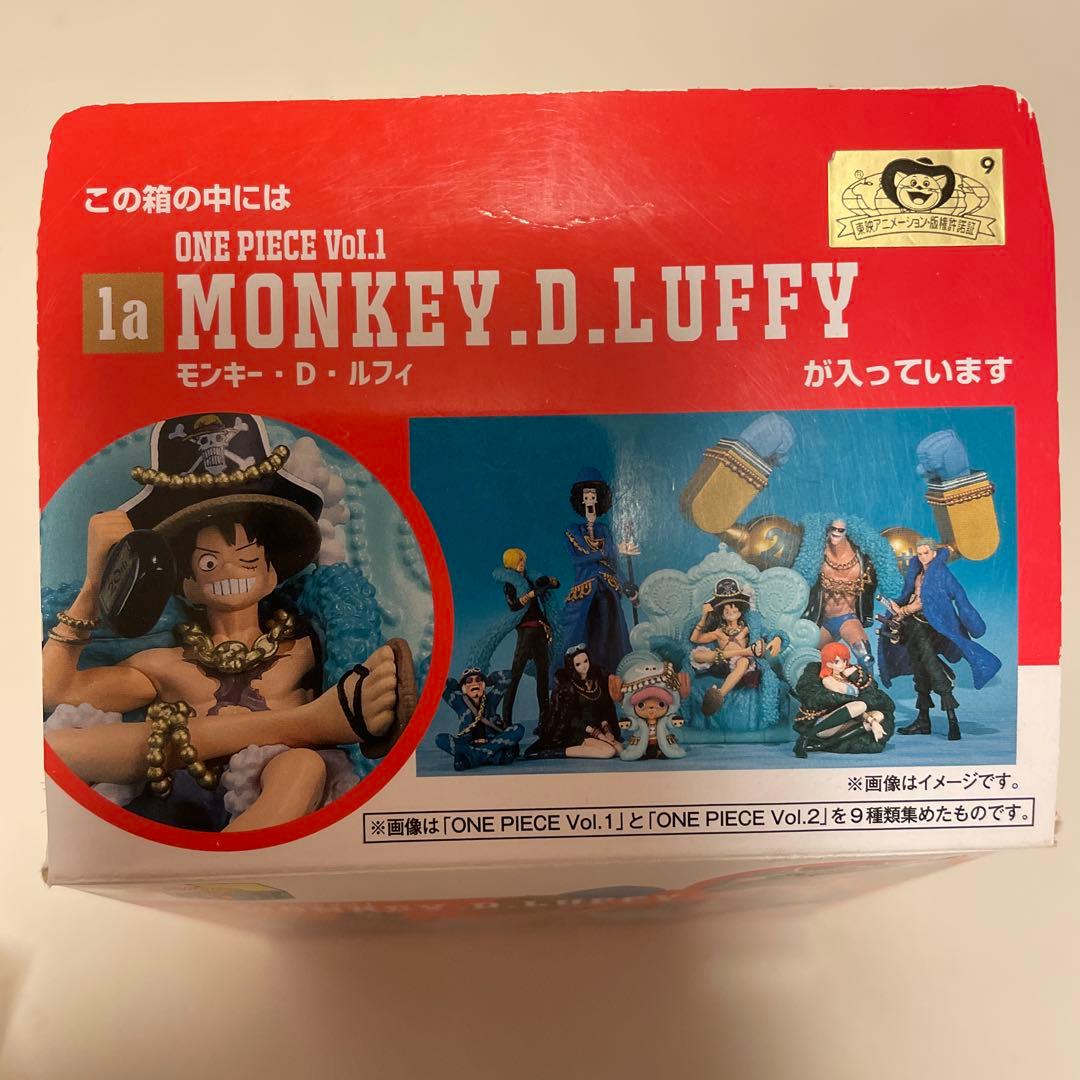 この箱の中には
9
東映アニメーション・版権許諾証
ONE PIECE Vol.1
1a
MONKEY.D.LUFFY
モンキー・D・ルフィ
が入っています
※画像はイメージです。
※画像は「ONE PIECE Vol.1」と「ONE PIECE Vol.2」を９種類集めたものです。
MONKEY.D.LUFFY